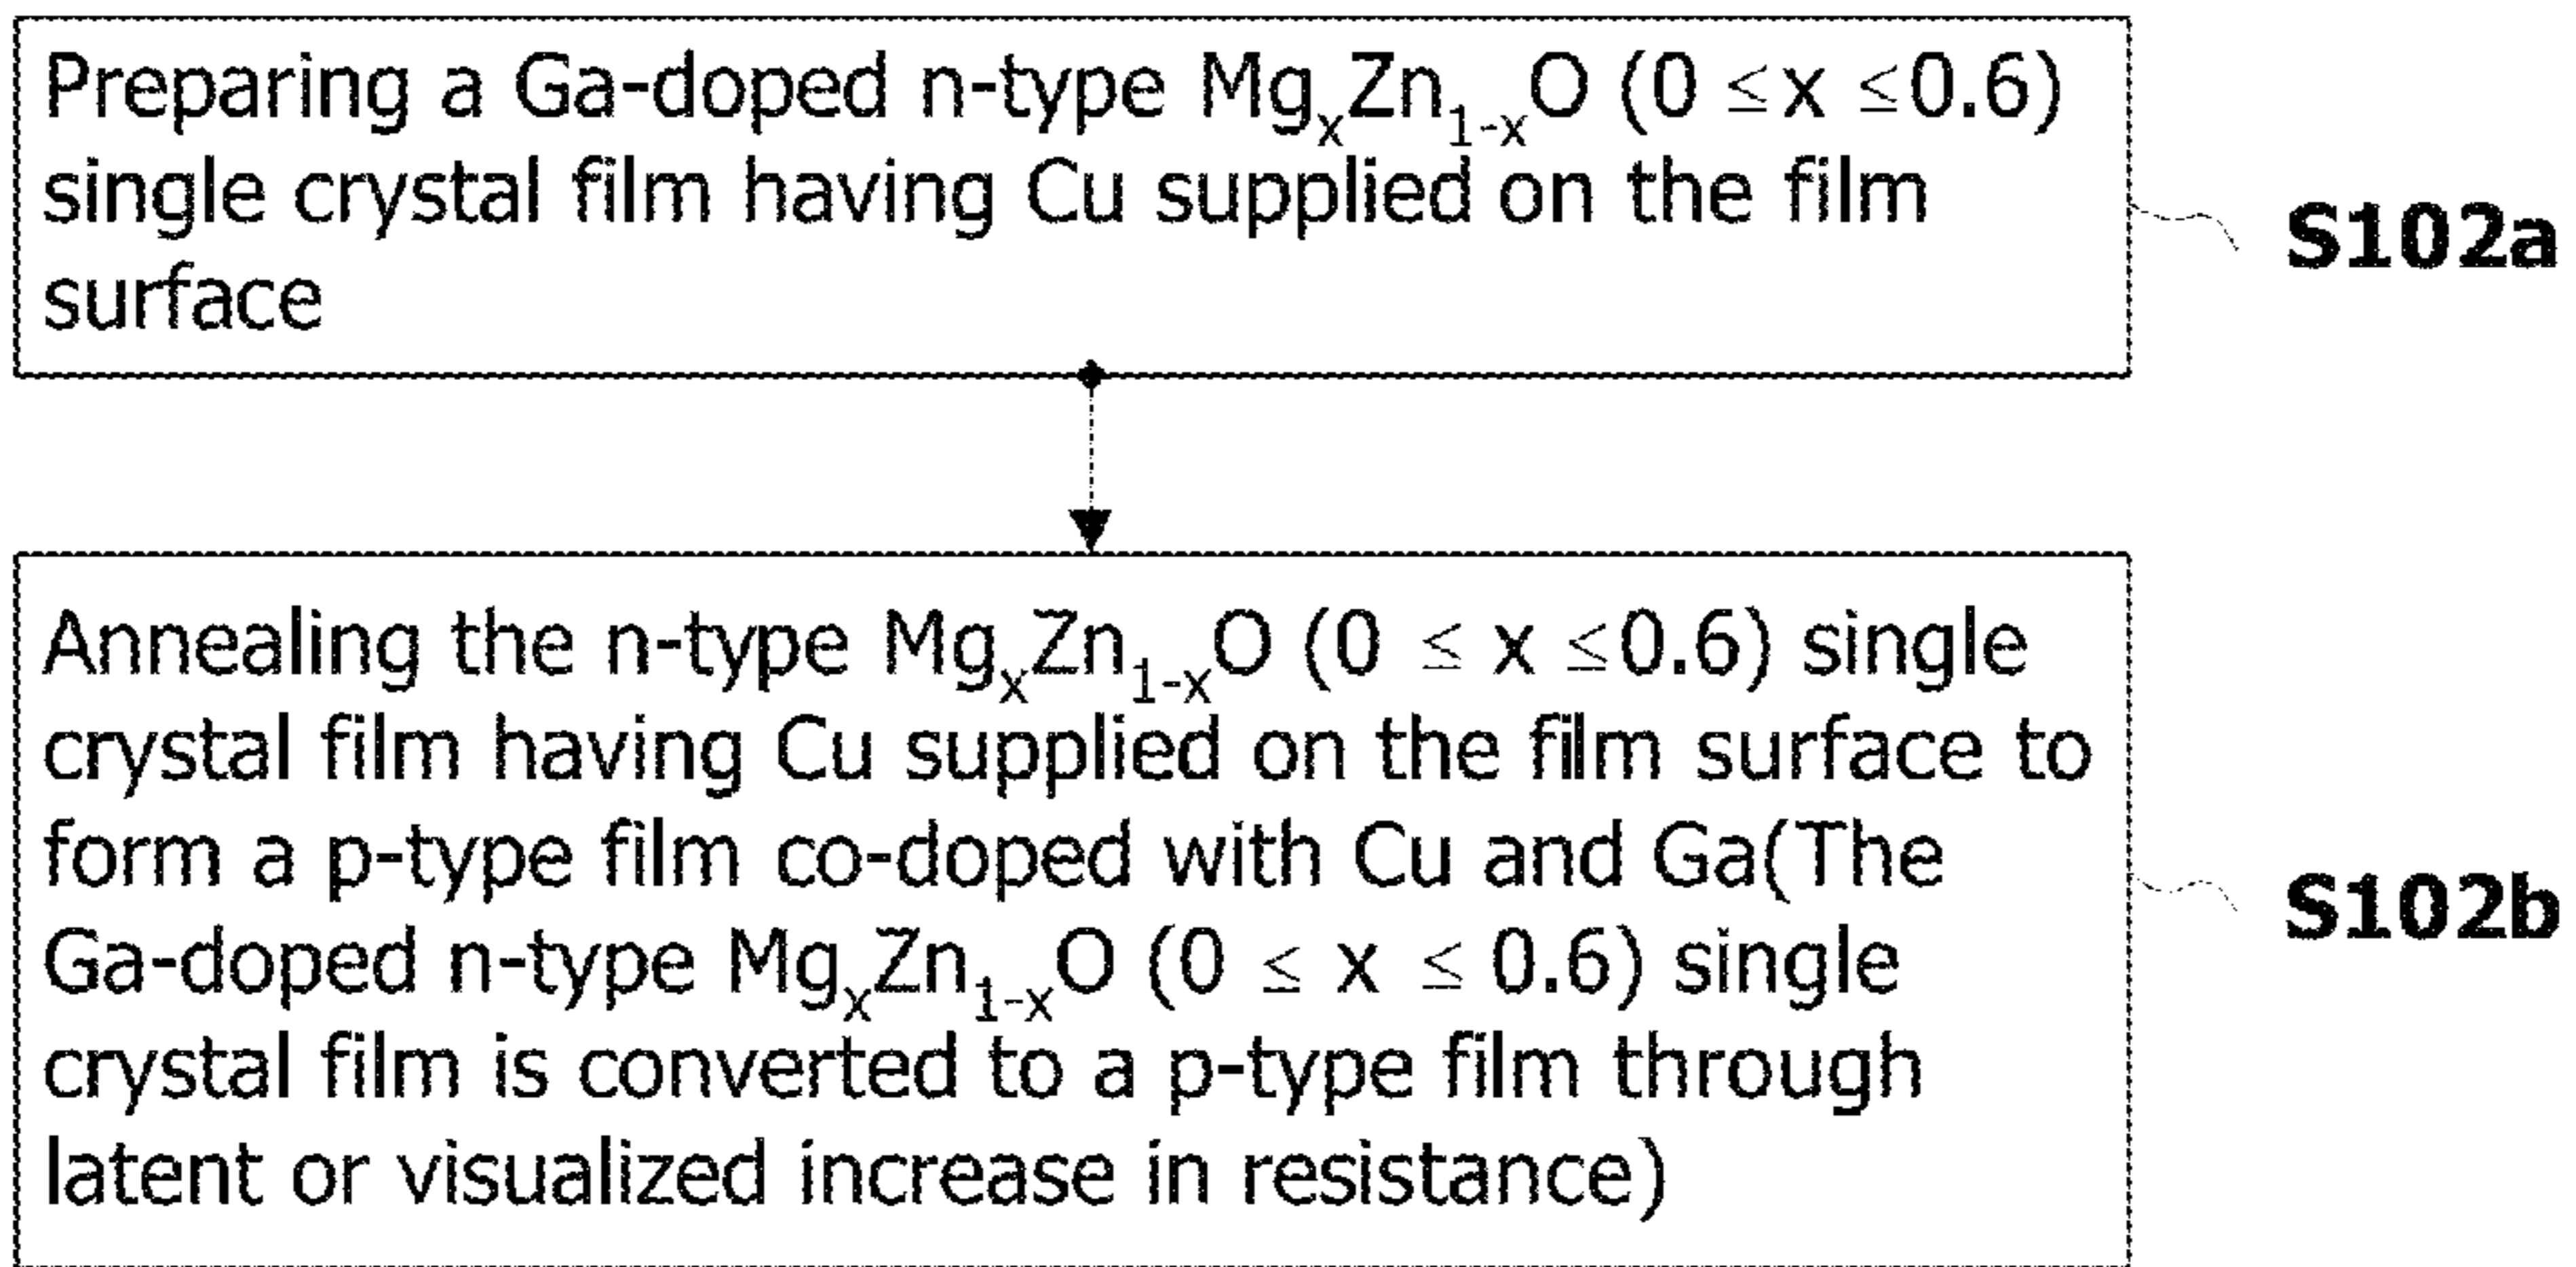 Preparing a Ga-doped n-type MgₓZn₁₋ₓO (0 ≤x ≤0.6)
single crystal film having Cu supplied on the film
surface
S102a
Annealing the n-type MgₓZn₁₋ₓO (0 ≤ x ≤0.6) single
crystal film having Cu supplied on the film surface to
form a p-type film co-doped with Cu and Ga(The
Ga-doped n-type MgₓZn₁₋ₓO (0 ≤ x ≤ 0.6) single
crystal film is converted to a p-type film through
latent or visualized increase in resistance)
S102b